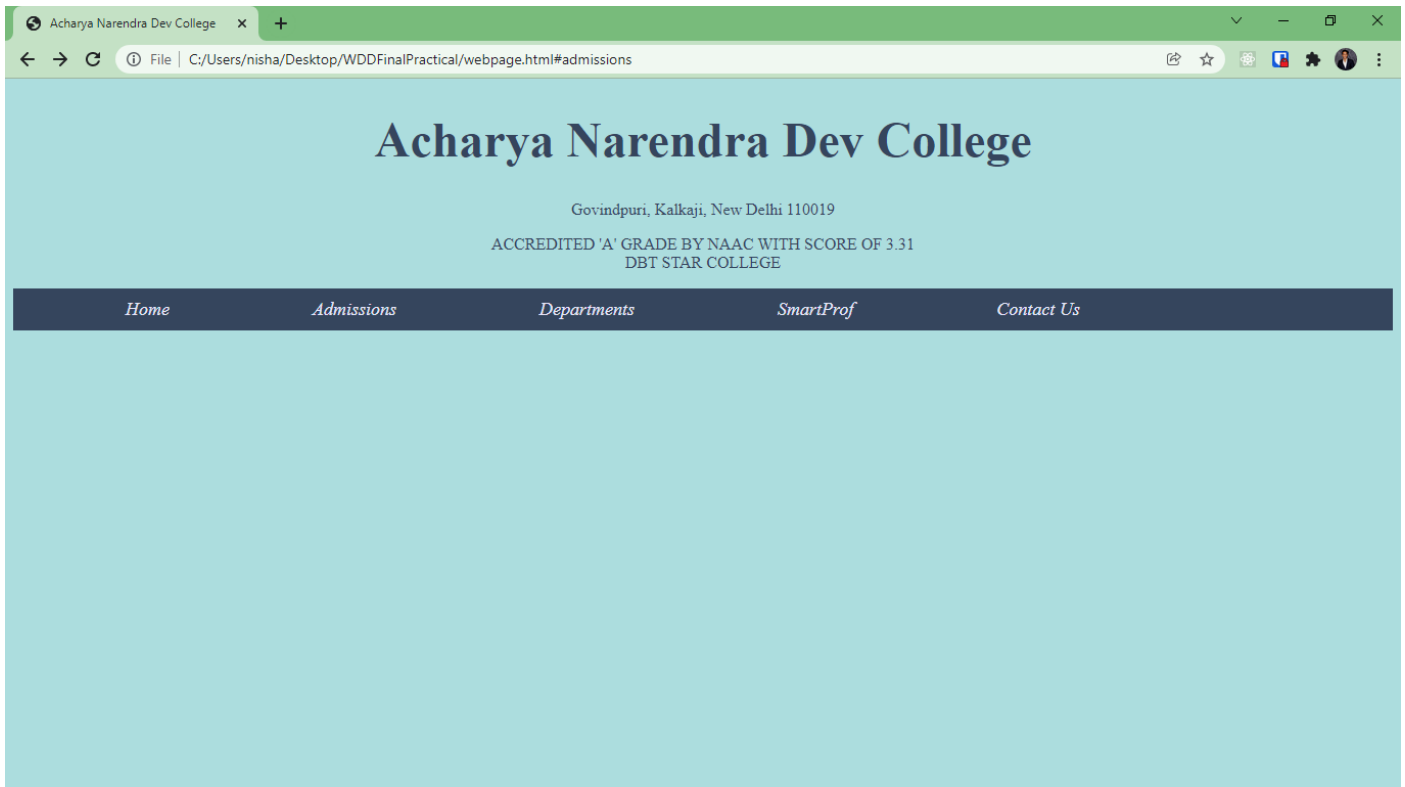 Acharya Narendra Dev College
File | C:/Users/nisha/Desktop/WDDFinalPractical/webpage.html#admissions
Acharya Narendra Dev College
Govindpuri, Kalkaji, New Delhi 110019
ACCREDITED 'A' GRADE BY NAAC WITH SCORE OF 3.31
DBT STAR COLLEGE
Home Admissions Departments SmartProf Contact Us